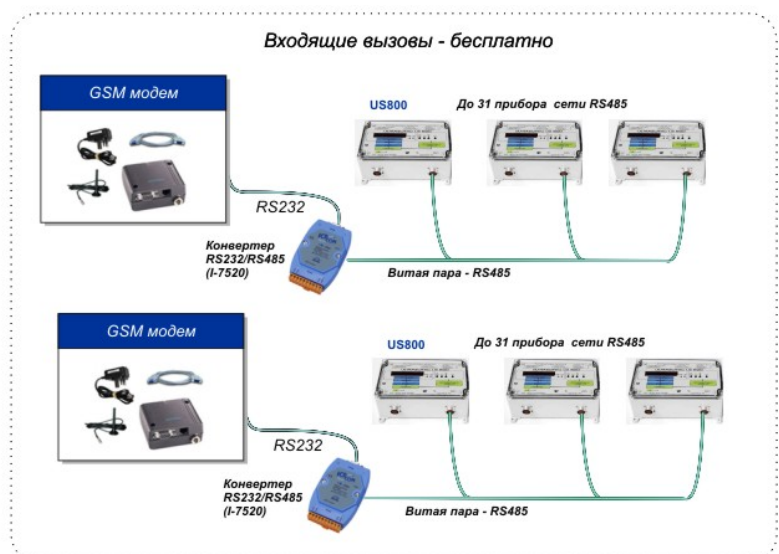 Входящие вызовы - бесплатно
GSM модем
US800
До 31 прибора сети RS485
RS232
Конвертер
RS232/RS485
(I-7520)
Витая пара - RS485
GSM модем
US800
До 31 прибора сети RS485
RS232
Конвертер
RS232/RS485
(I-7520)
Витая пара - RS485